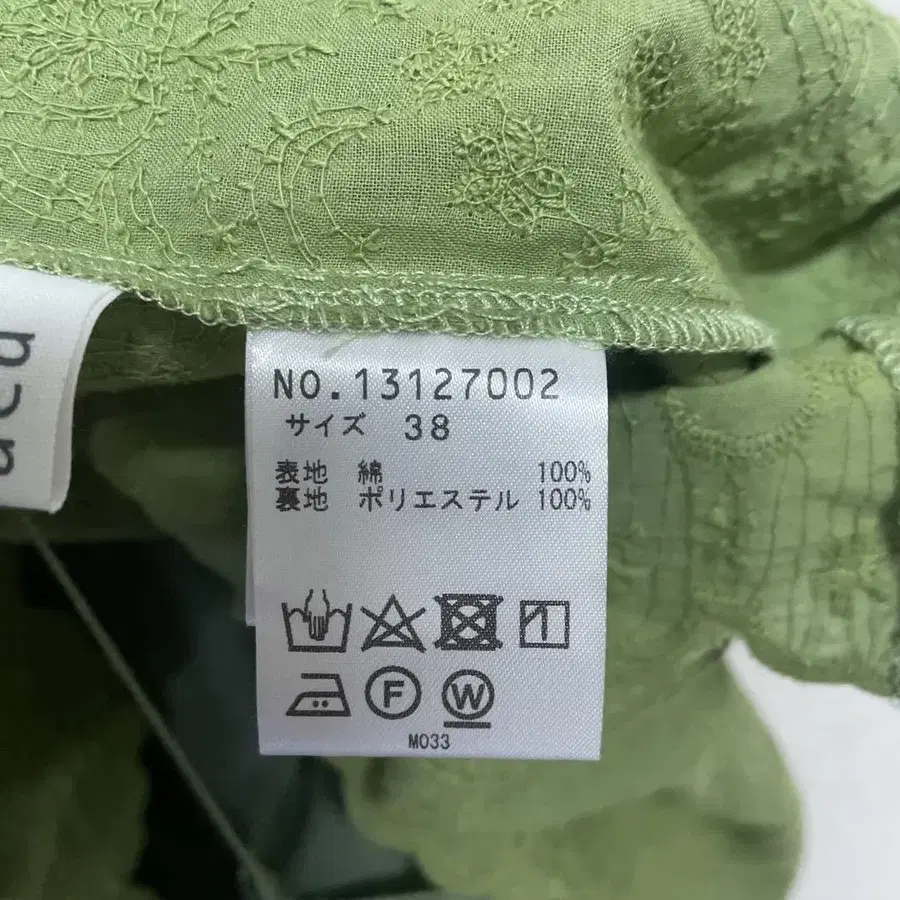 NO.13127002
サイズ 38
表地 綿 100%
裏地 ポリエステル 100%
F
W
M033